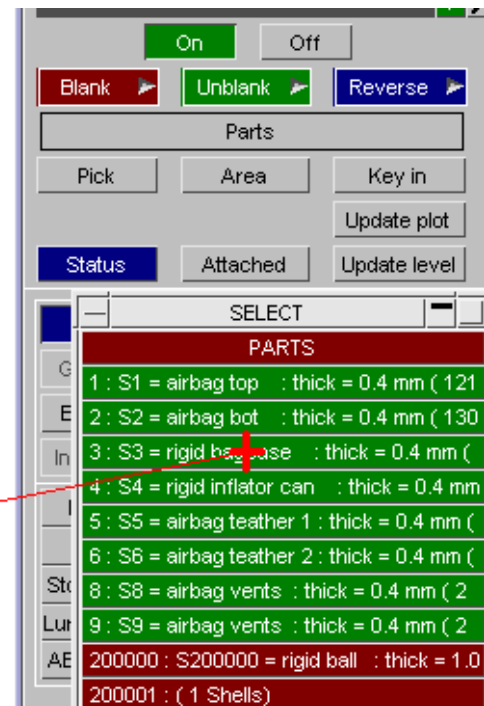 On Off
Blank Unblank Reverse
Parts
Pick Area Key in
Update plot
Status Attached Update level
SELECT
PARTS
1 : S1 = airbag top : thick = 0.4 mm ( 121
2 : S2 = airbag bot : thick = 0.4 mm ( 130
3 : S3 = rigid bag base : thick = 0.4 mm (
4 : S4 = rigid inflator can : thick = 0.4 mm
5 : S5 = airbag teather 1 : thick = 0.4 mm (
6 : S6 = airbag teather 2 : thick = 0.4 mm (
8 : S8 = airbag vents : thick = 0.4 mm ( 2
9 : S9 = airbag vents : thick = 0.4 mm ( 2
200000 : S200000 = rigid ball : thick = 1.0
200001 : ( 1 Shells)
G
E
In
Sto
Lur
AE